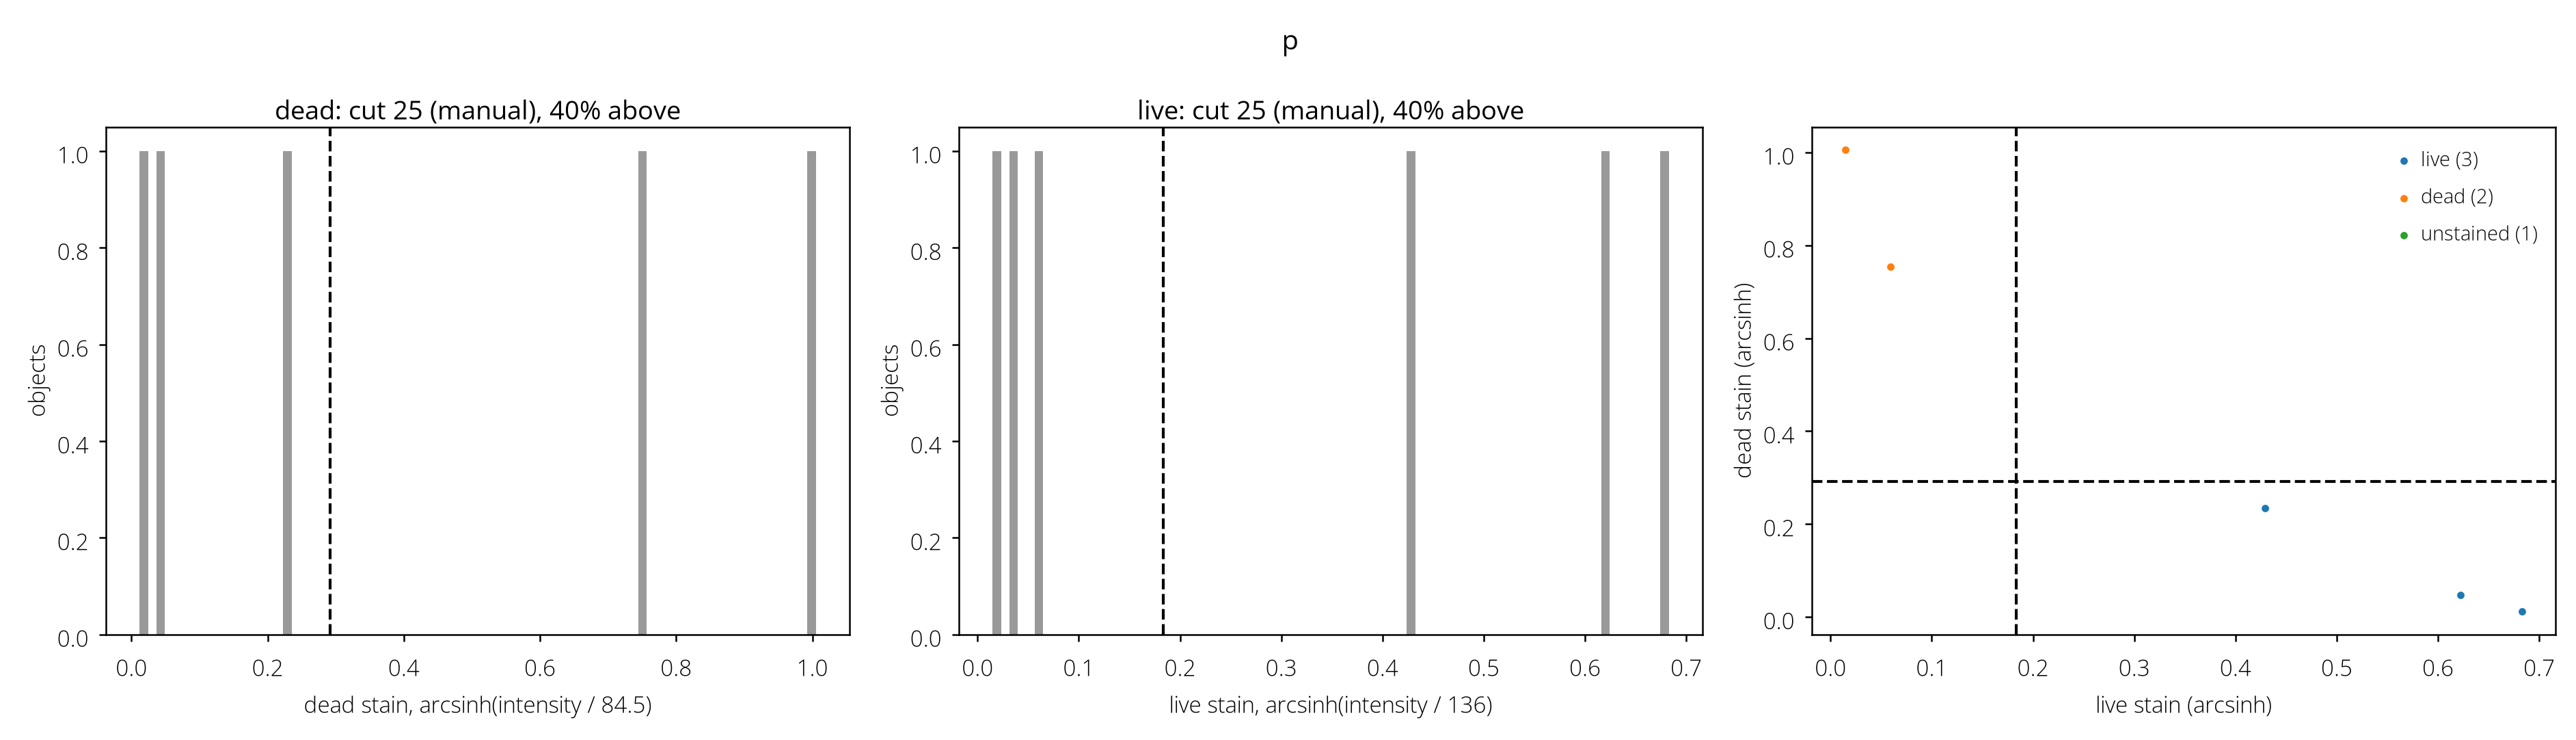 p
dead: cut 25 (manual), 40% above
1.0
0.8
0.6
0.4
0.2
0.0
objects
0.0 0.2 0.4 0.6 0.8 1.0
dead stain, arcsinh(intensity / 84.5)
live: cut 25 (manual), 40% above
1.0
0.8
0.6
0.4
0.2
0.0
objects
0.0 0.1 0.2 0.3 0.4 0.5 0.6 0.7
live stain, arcsinh(intensity / 136)
live (3)
dead (2)
unstained (1)
1.0
0.8
0.6
0.4
0.2
0.0
dead stain (arcsinh)
0.0 0.1 0.2 0.3 0.4 0.5 0.6 0.7
live stain (arcsinh)